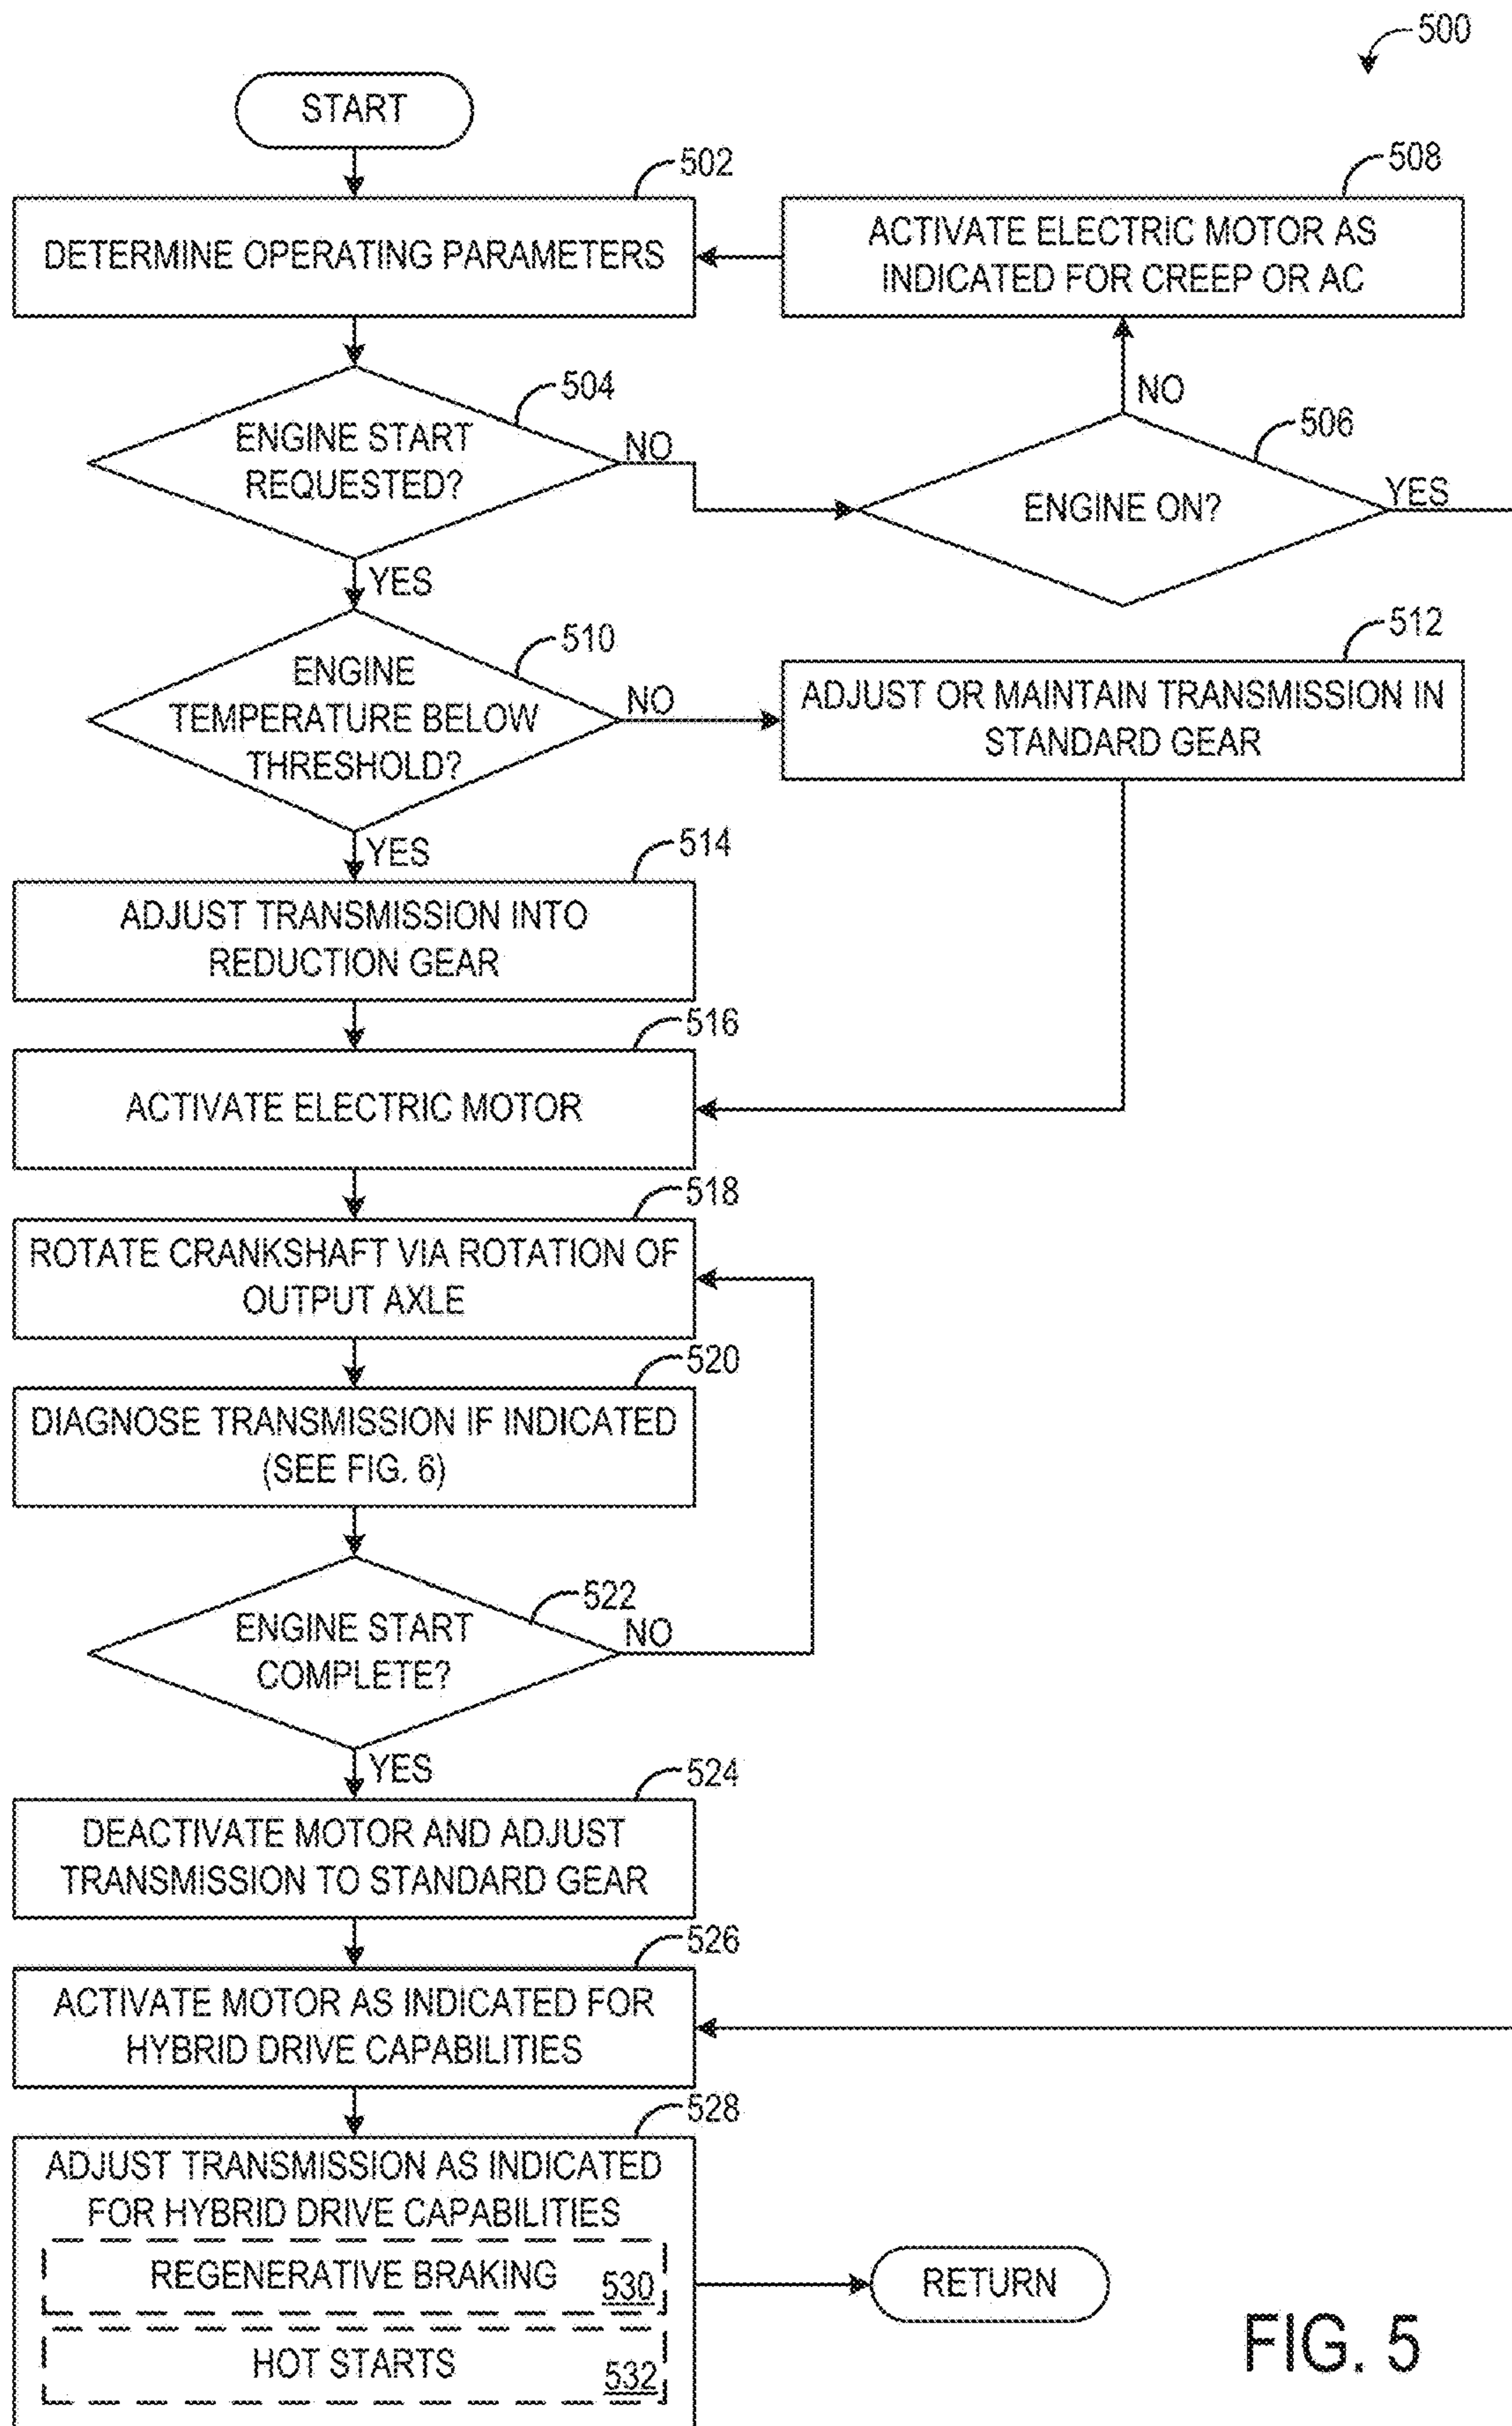 500
START
502
DETERMINE OPERATING PARAMETERS
508
ACTIVATE ELECTRIC MOTOR AS
INDICATED FOR CREEP OR AC
504
ENGINE START
REQUESTED?
NO
YES
NO
506
ENGINE ON?
YES
510
ENGINE
TEMPERATURE BELOW
THRESHOLD?
NO
YES
512
ADJUST OR MAINTAIN TRANSMISSION IN
STANDARD GEAR
514
ADJUST TRANSMISSION INTO
REDUCTION GEAR
516
ACTIVATE ELECTRIC MOTOR
518
ROTATE CRANKSHAFT VIA ROTATION OF
OUTPUT AXLE
520
DIAGNOSE TRANSMISSION IF INDICATED
(SEE FIG. 6)
522
ENGINE START
COMPLETE?
NO
YES
524
DEACTIVATE MOTOR AND ADJUST
TRANSMISSION TO STANDARD GEAR
526
ACTIVATE MOTOR AS INDICATED FOR
HYBRID DRIVE CAPABILITIES
528
ADJUST TRANSMISSION AS INDICATED
FOR HYBRID DRIVE CAPABILITIES
REGENERATIVE BRAKING 530
HOT STARTS 532
RETURN
FIG. 5